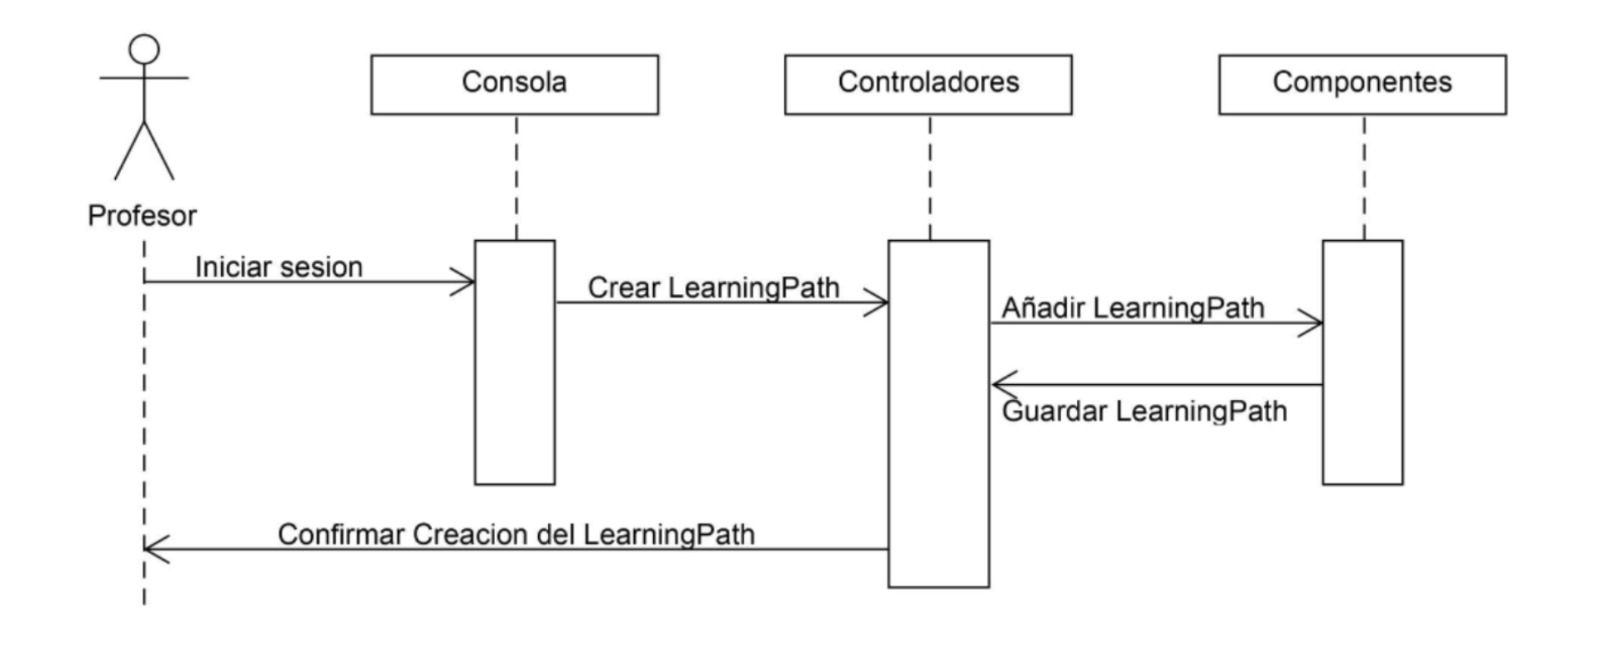 Consola
Controladores
Componentes
Profesor
Iniciar sesion
Crear LearningPath
Añadir LearningPath
Guardar LearningPath
Confirmar Creacion del LearningPath